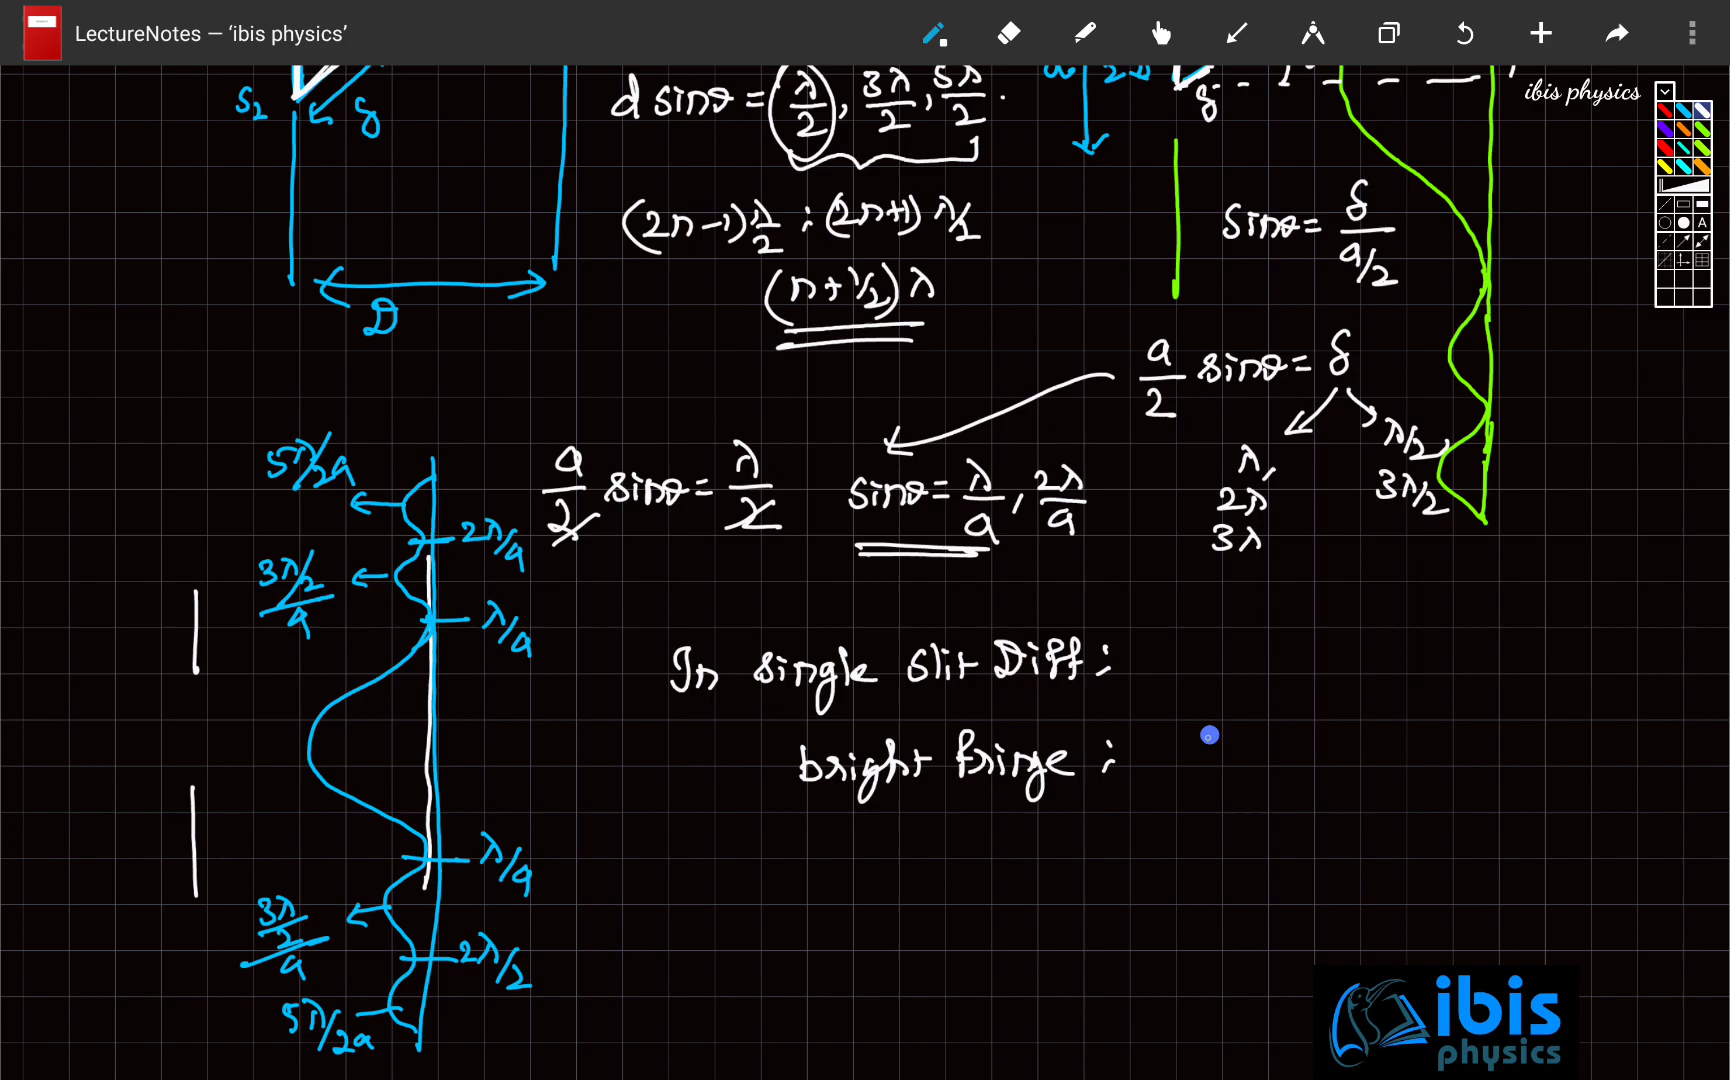 LectureNotes — ‘ibis physics’
ibis physics
S₂
δ
D
d sinθ = λ/2, 3λ/2, 5λ/2 .
(2n-1)λ/2 ; (2n+1) λ/2
(n+1/2) λ
δ
sinθ = δ / a/2
a/2 sinθ = δ
λ,
2λ
3λ
λ/2,
3λ/2
a/2 sinθ = λ/2
sinθ = λ/a, 2λ/a
5λ/2a
2λ/a
3λ/2 / a
λ/a
λ/a
3λ/2 / a
2λ/2
5λ/2a
In single slit Diff :
bright fringe :
A
ibis
physics